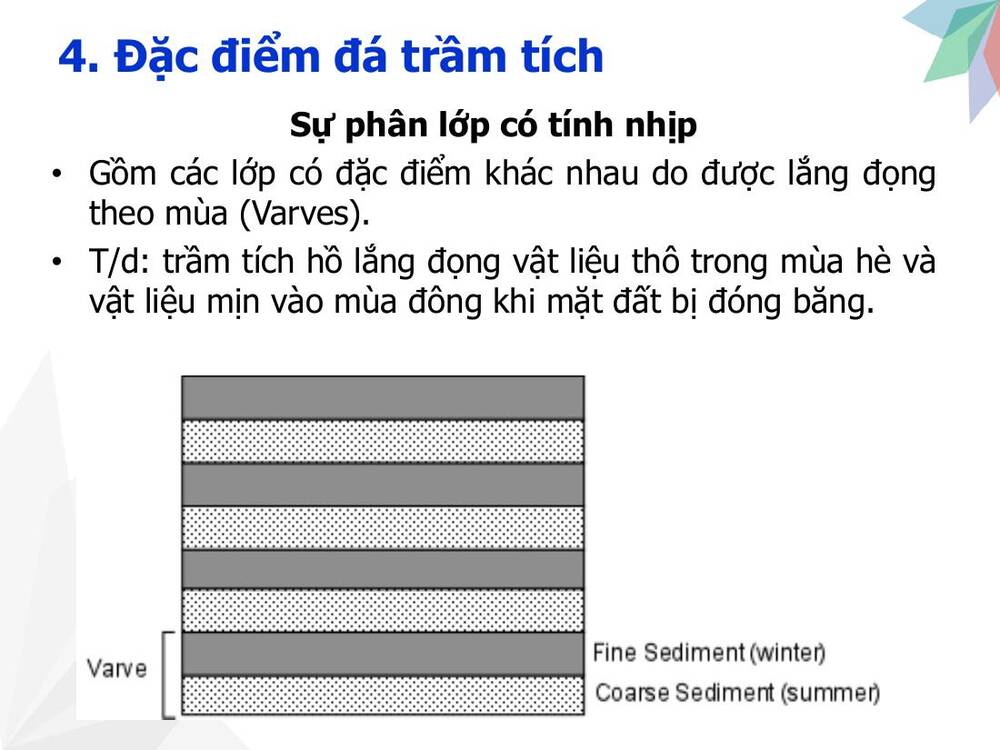 4. Đặc điểm đá trầm tích
Sự phân lớp có tính nhịp
• Gồm các lớp có đặc điểm khác nhau do được lắng đọng
theo mùa (Varves).
• T/d: trầm tích hồ lắng đọng vật liệu thô trong mùa hè và
vật liệu mịn vào mùa đông khi mặt đất bị đóng băng.
Varve
Fine Sediment (winter)
Coarse Sediment (summer)